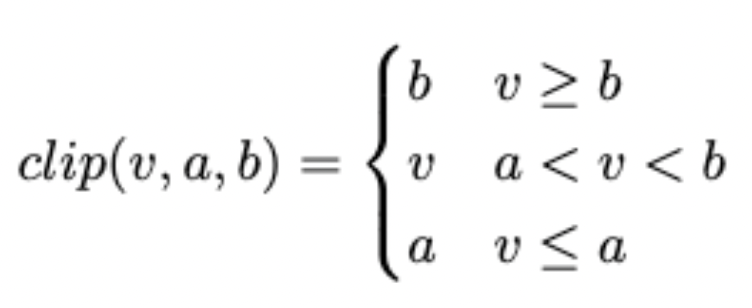 clip(v, a, b) = { b v ≥ b
v a < v < b
a v ≤ a